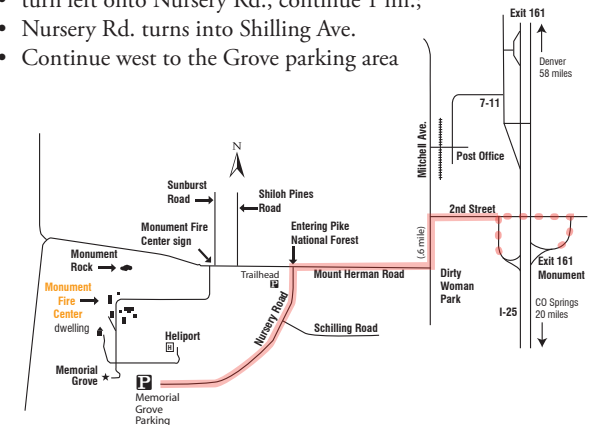 • turn left onto Nursery Rd., continue 1 mi.,
• Nursery Rd. turns into Shilling Ave.
• Continue west to the Grove parking area
Exit 161
Denver
58 miles
7-11
Mitchell Ave.
Post Office
N
Sunburst
Road
Shiloh Pines
Road
2nd Street
Monument Fire
Center sign
Entering Pike
National Forest
(.6 mile)
Monument
Rock
Trailhead
P
Mount Herman Road
Dirty
Woman
Park
Exit 161
Monument
Monument
Fire
Center
dwelling
Nursery Road
I-25
CO Springs
20 miles
Schilling Road
Heliport
H
Memorial
Grove
P
Memorial
Grove
Parking